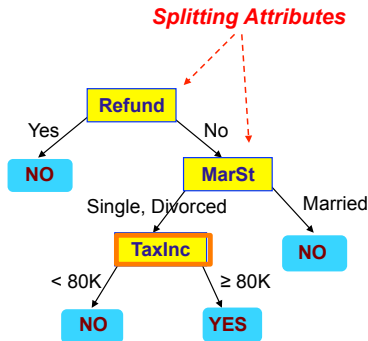 Splitting Attributes
Refund
Yes
No
NO
MarSt
Single, Divorced
Married
TaxInc
NO
< 80K
≥ 80K
NO
YES